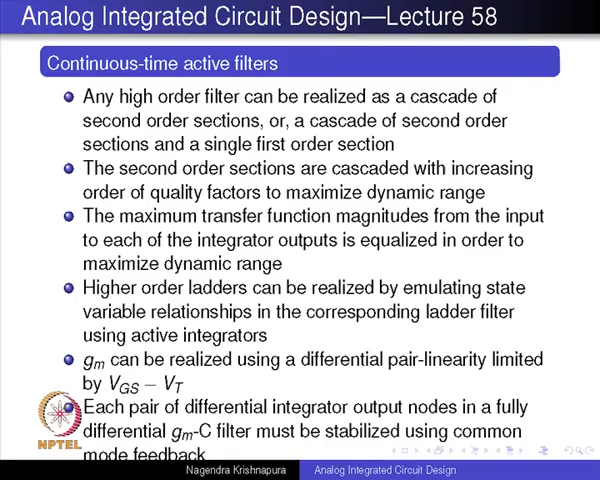 Analog Integrated Circuit Design—Lecture 58
Continuous-time active filters
Any high order filter can be realized as a cascade of
second order sections, or, a cascade of second order
sections and a single first order section
The second order sections are cascaded with increasing
order of quality factors to maximize dynamic range
The maximum transfer function magnitudes from the input
to each of the integrator outputs is equalized in order to
maximize dynamic range
Higher order ladders can be realized by emulating state
variable relationships in the corresponding ladder filter
using active integrators
gm can be realized using a differential pair-linearity limited
by VGS − VT
Each pair of differential integrator output nodes in a fully
differential gm-C filter must be stabilized using common
mode feedback
NPTEL
Nagendra Krishnapura Analog Integrated Circuit Design